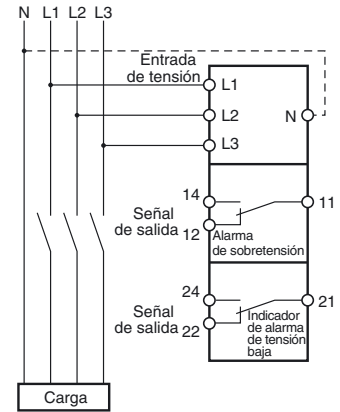 N L1 L2 L3
Entrada
de tensión
L1
L2
N
L3
14
11
Señal
de salida
12
Alarma
de sobretensión
24
21
Señal
de salida
22
Indicador
de alarma
de tensión
baja
Carga